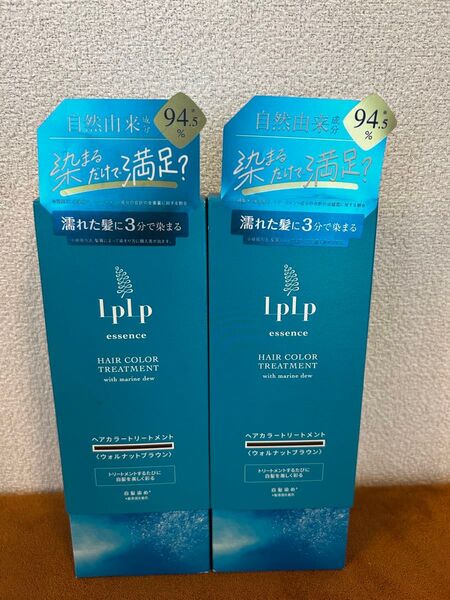 自然由来成分
94.5
%
染まる
だけで、満足?
濡れた髪に3分で染まる
LpLp
essence
HAIR COLOR
TREATMENT
with marine dew
ヘアカラートリートメント
〈ウォルナットブラウン〉
トリートメントするたびに
白髪を美しく彩る
白髪染め*
自然由来成分
94.5
%
染まる
だけで、満足?
濡れた髪に3分で染まる
LpLp
essence
HAIR COLOR
TREATMENT
with marine dew
ヘアカラートリートメント
〈ウォルナットブラウン〉
トリートメントするたびに
白髪を美しく彩る
白髪染め*